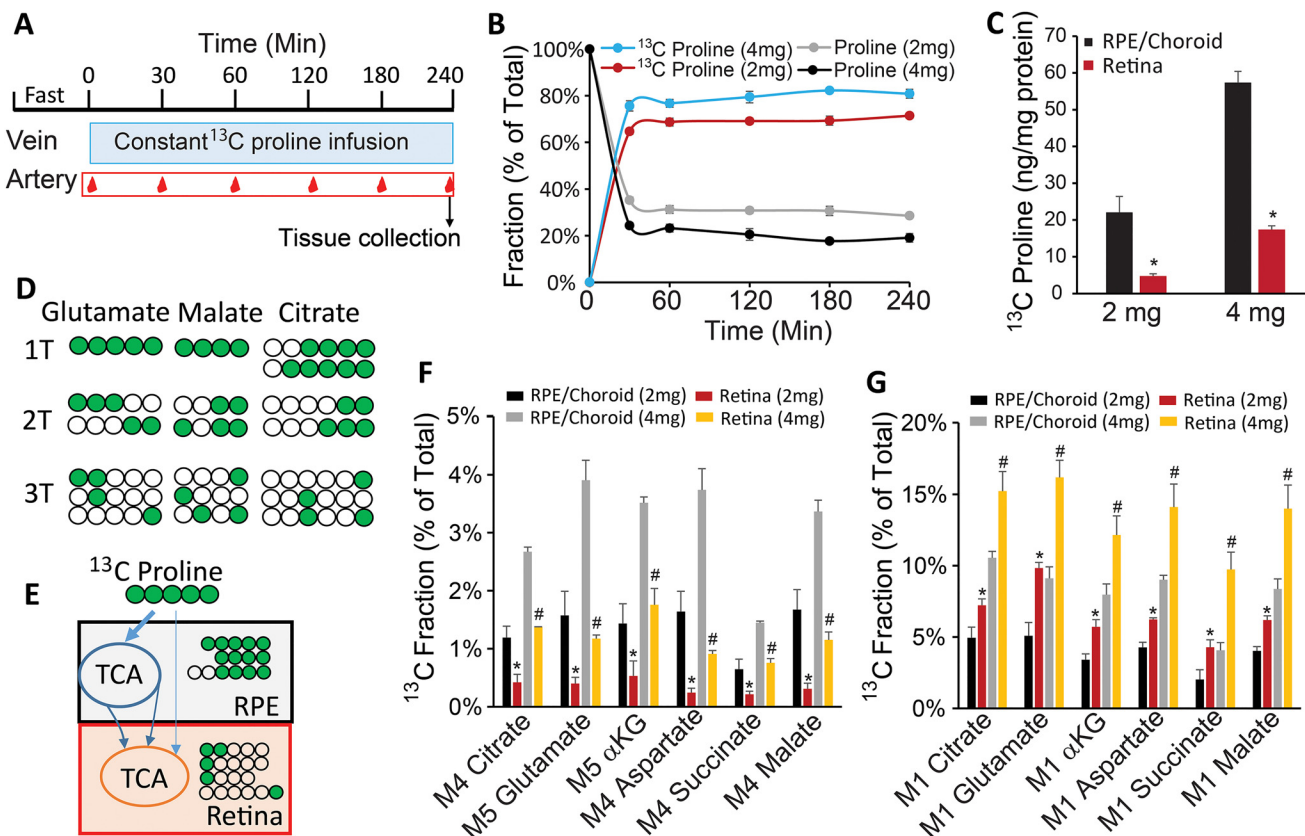 A
Time (Min)
0 30 60 120 180 240
Fast
Vein
Constant ¹³C proline infusion
Artery
Tissue collection
B
¹³C Proline (4mg)
Proline (2mg)
¹³C Proline (2mg)
Proline (4mg)
Fraction (% of Total)
100%
80%
60%
40%
20%
0%
0 60 120 180 240
Time (Min)
C
RPE/Choroid
Retina
¹³C Proline (ng/mg protein)
70
60
50
40
30
20
10
0
*
*
2 mg
4 mg
D
Glutamate Malate Citrate
1T
2T
3T
E
¹³C Proline
TCA
RPE
TCA
Retina
F
RPE/Choroid (2mg)
Retina (2mg)
RPE/Choroid (4mg)
Retina (4mg)
¹³C Fraction (% of Total)
5%
4%
3%
2%
1%
0%
* # * # * # * # * # * #
M4 Citrate
M5 Glutamate
M5 αKG
M4 Aspartate
M4 Succinate
M4 Malate
G
RPE/Choroid (2mg)
Retina (2mg)
RPE/Choroid (4mg)
Retina (4mg)
¹³C Fraction (% of Total)
20%
15%
10%
5%
0%
* # * # * # * # * # * #
M1 Citrate
M1 Glutamate
M1 αKG
M1 Aspartate
M1 Succinate
M1 Malate